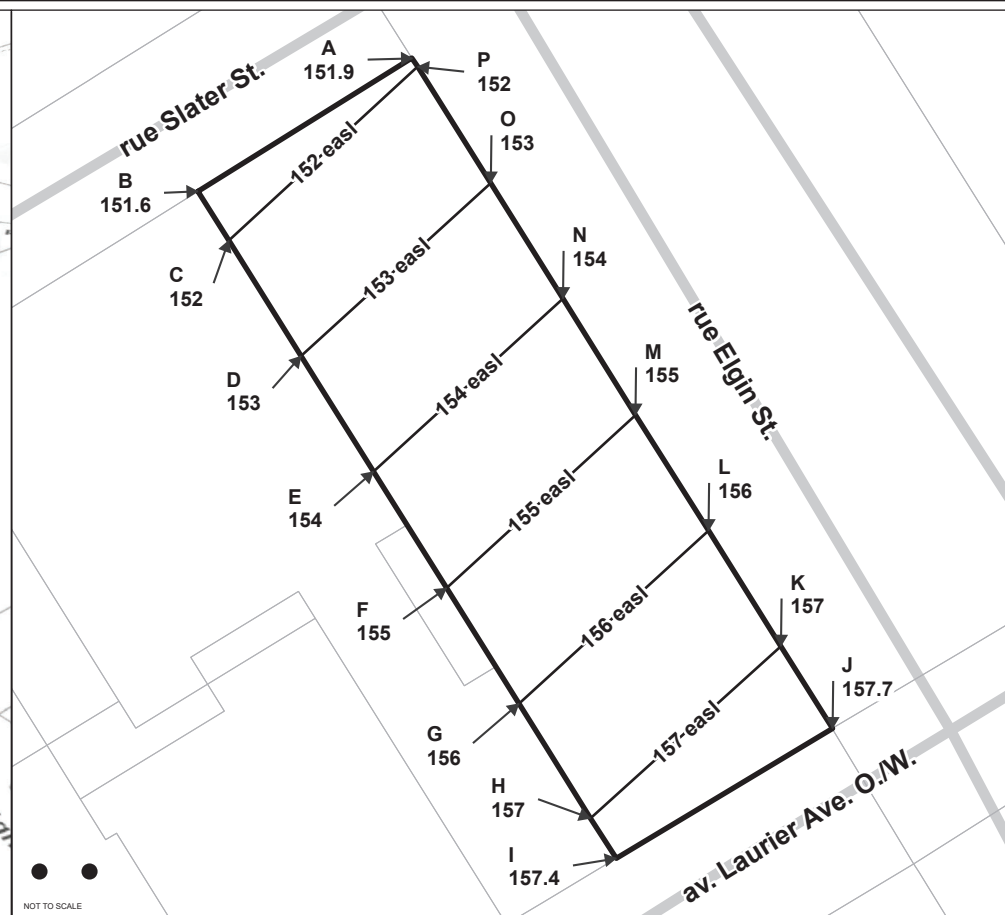 A
151.9
P
152
rue Slater St.
O
153
152 easl
B
151.6
N
154
C
152
153 easl
rue Elgin St.
M
155
D
153
154 easl
L
156
E
154
155 easl
K
157
F
155
156 easl
J
157.7
G
156
157 easl
H
157
av. Laurier Ave. O./W.
I
157.4
NOT TO SCALE